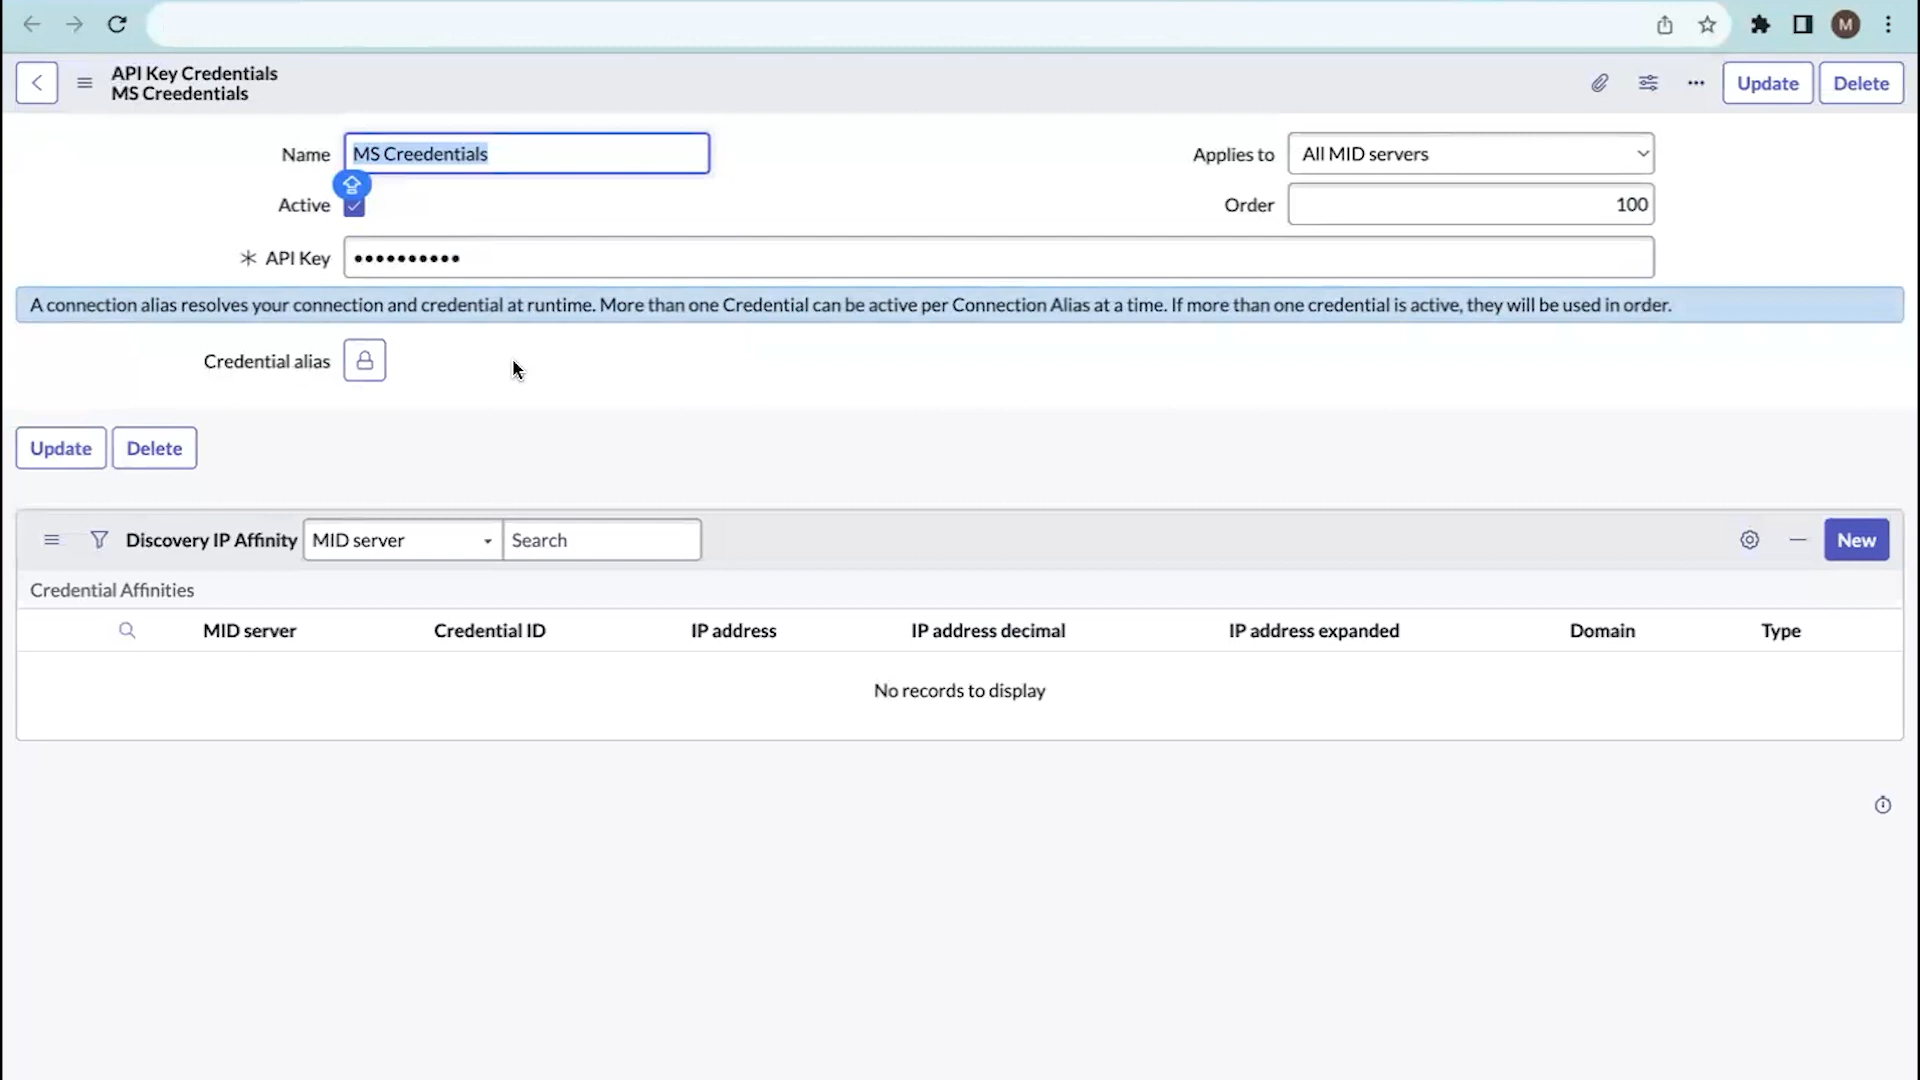 M
API Key Credentials
MS Creedentials
Update
Delete
Name
MS Creedentials
Applies to
All MID servers
Active
Order
100
API Key
A connection alias resolves your connection and credential at runtime. More than one Credential can be active per Connection Alias at a time. If more than one credential is active, they will be used in order.
Credential alias
Update
Delete
Discovery IP Affinity
MID server
Search
New
Credential Affinities
MID server
Credential ID
IP address
IP address decimal
IP address expanded
Domain
Type
No records to display